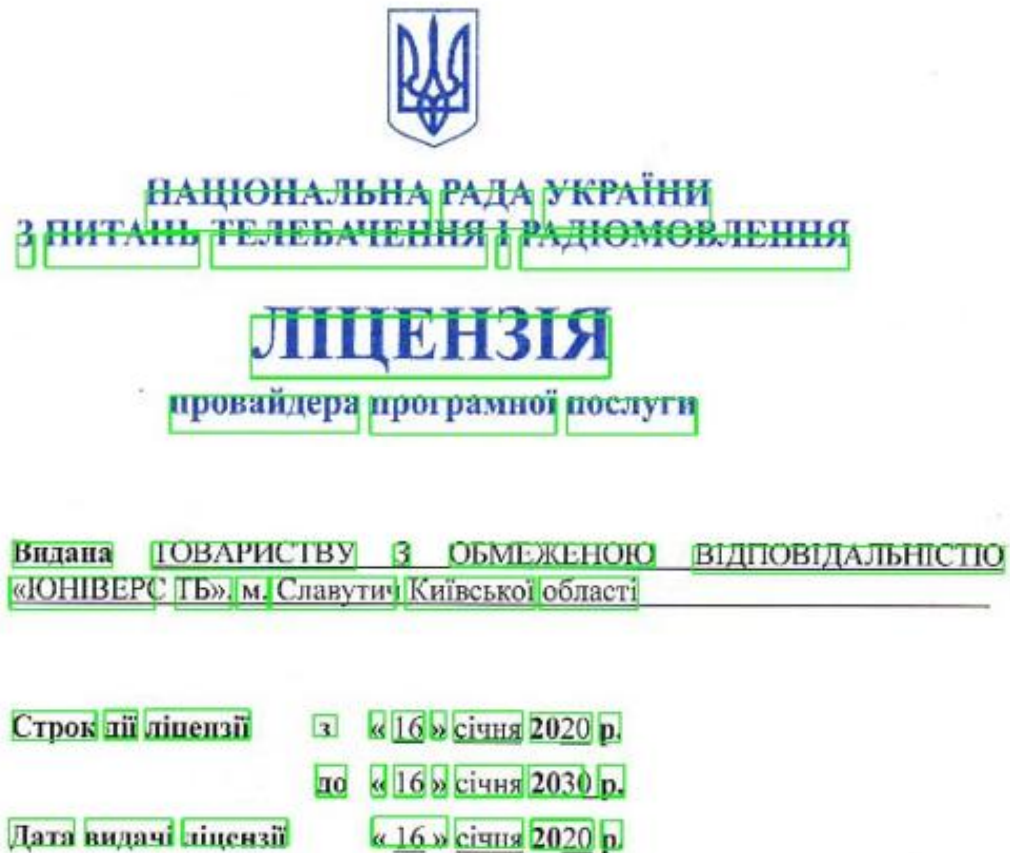 НАЦІОНАЛЬНА РАДА УКРАЇНИ
З ПИТАНЬ ТЕЛЕБАЧЕННЯ І РАДІОМОВЛЕННЯ
ЛІЦЕНЗІЯ
провайдера програмної послуги
Видана ТОВАРИСТВУ З ОБМЕЖЕНОЮ ВІДПОВІДАЛЬНІСТЮ
«ЮНІВЕРС ТБ», м. Славутич Київської області
Строк дії ліцензії з « 16 » січня 2020 р.
до « 16 » січня 2030 р.
Дата видачі ліцензії « 16 » січня 2020 р.